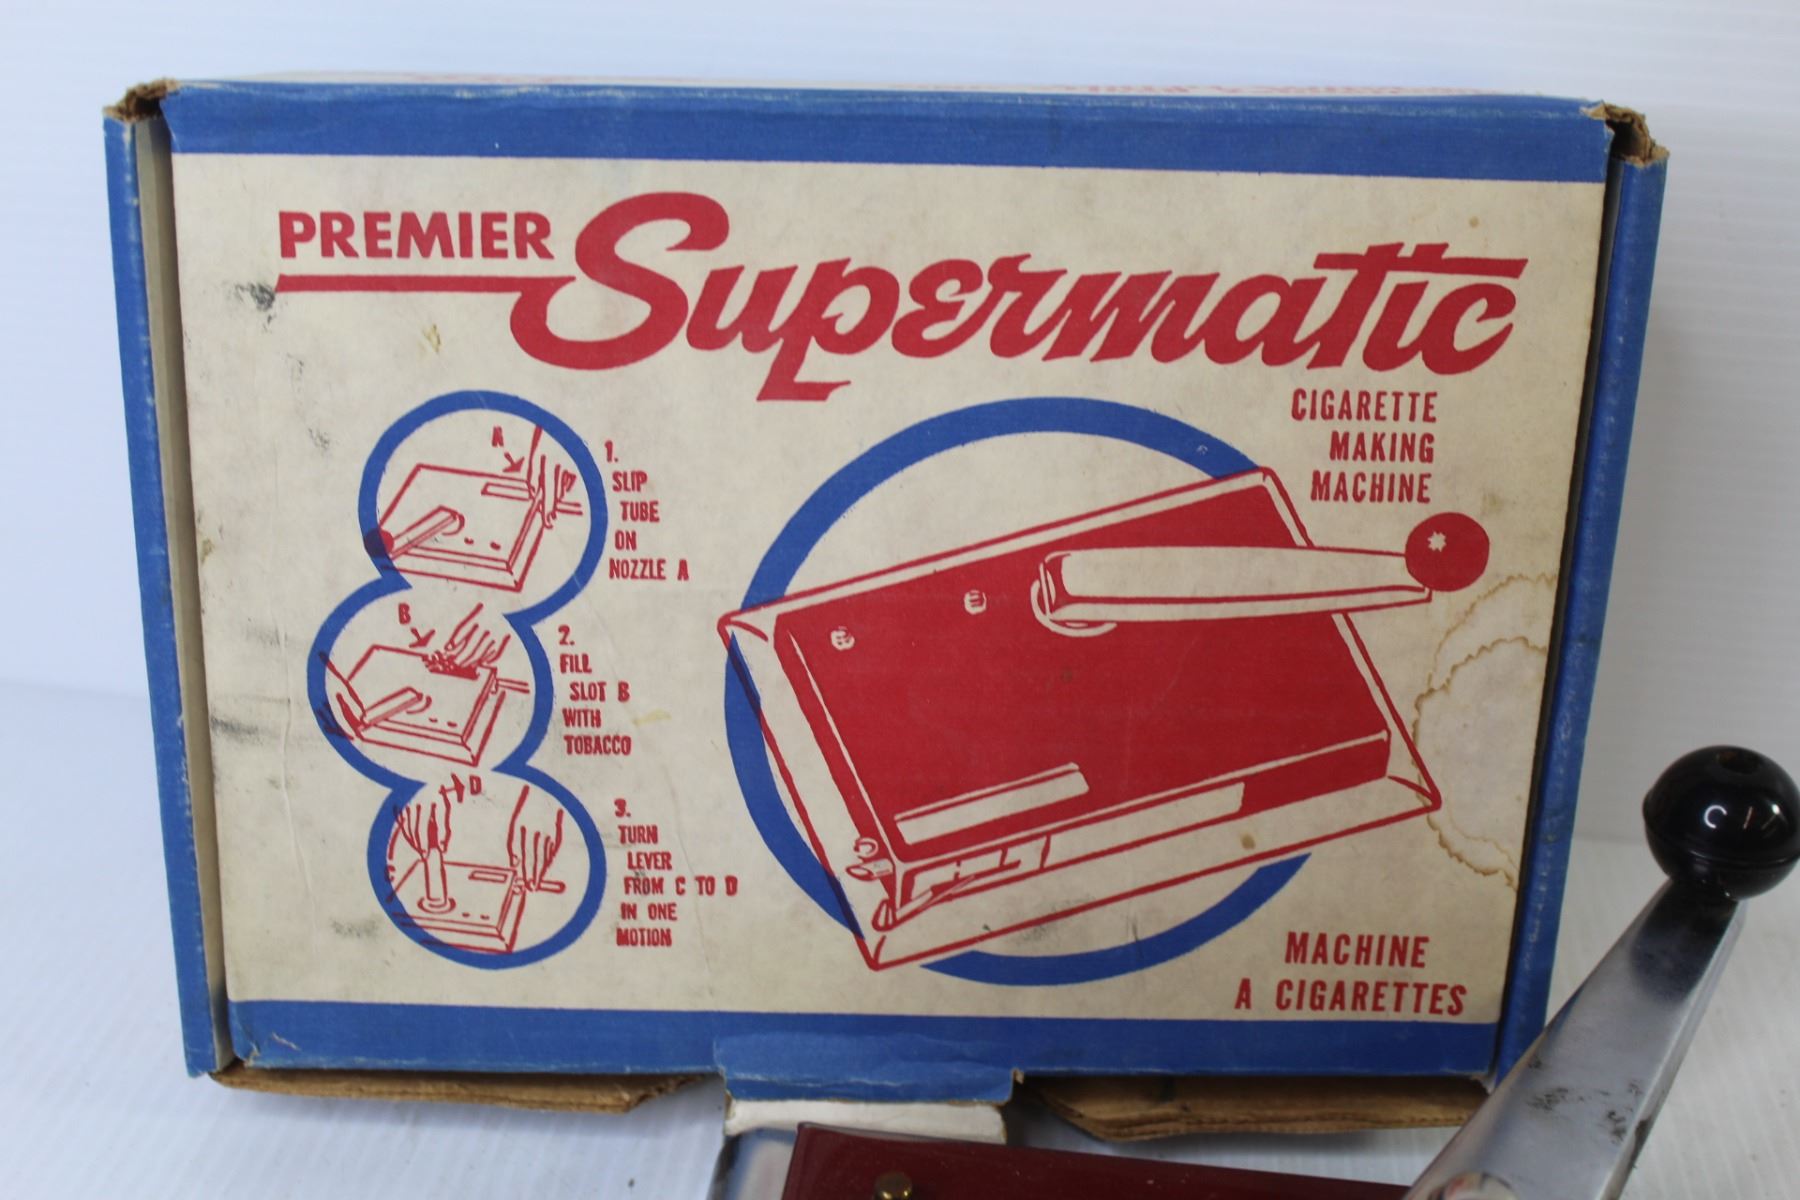 PREMIER Supermatic
CIGARETTE
MAKING
MACHINE
A
1.
SLIP
TUBE
ON
NOZZLE A
B
2.
FILL
SLOT B
WITH
TOBACCO
D
C
3.
TURN
LEVER
FROM C TO D
IN ONE
MOTION
MACHINE
A CIGARETTES